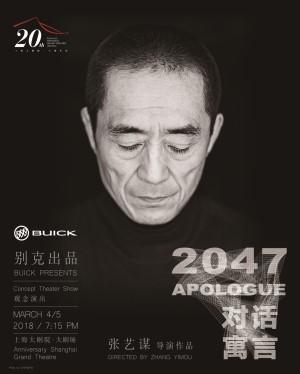 20th
BUICK
别克出品
BUICK PRESENTS
Concept Theater Show
观念演出
MARCH 4/5
2018 / 7:15 PM
上海大剧院·大剧场
Anniversary Shanghai
Grand Theatre
2047
APOLOGUE
对话
寓言
张艺谋 导演作品
DIRECTED BY ZHANG YIMOU